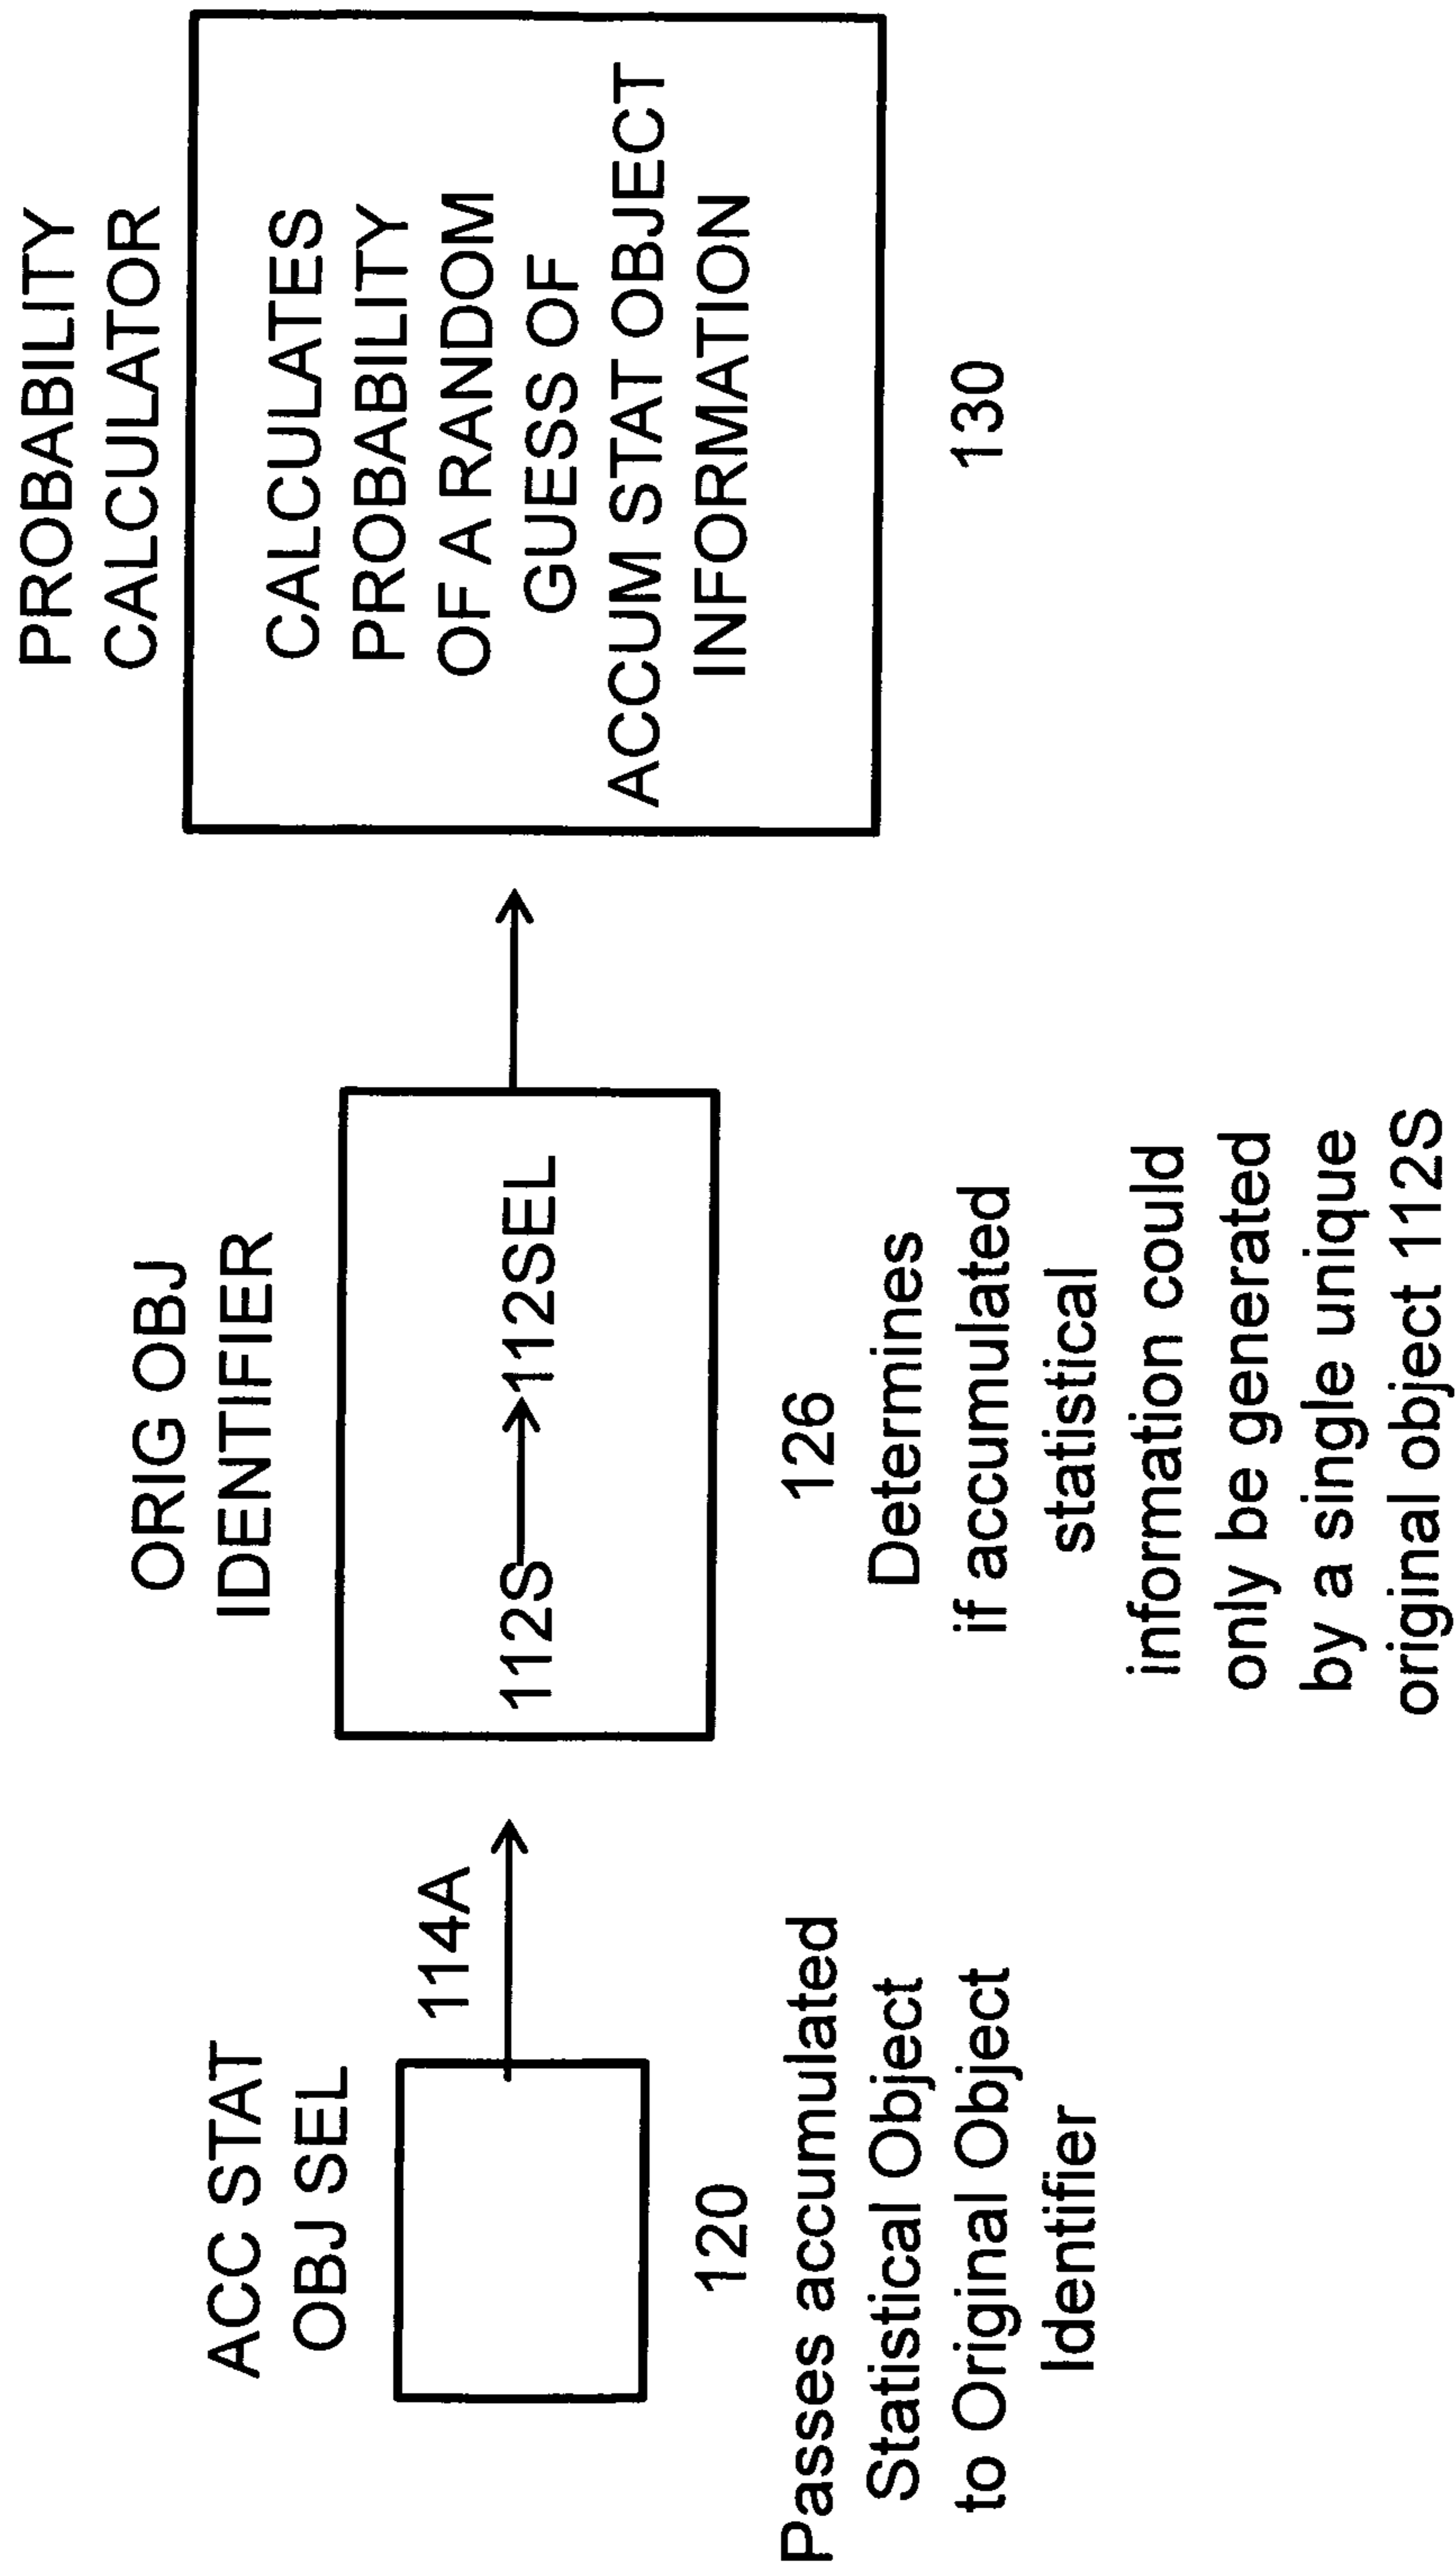 ACC STAT
OBJ SEL
114A
120
Passes accumulated
Statistical Object
to Original Object
Identifier
ORIG OBJ
IDENTIFIER
112S 112SEL
126
Determines
if accumulated
statistical
information could
only be generated
by a single unique
original object 112S
PROBABILITY
CALCULATOR
CALCULATES
PROBABILITY
OF A RANDOM
GUESS OF
ACCUM STAT OBJECT
INFORMATION
130